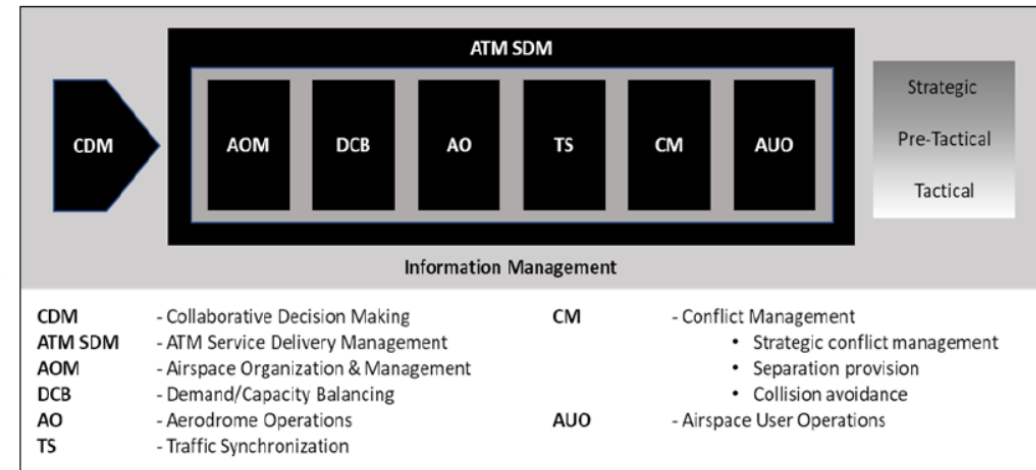 ATM SDM
CDM
AOM
DCB
AO
TS
CM
AUO
Strategic
Pre-Tactical
Tactical
Information Management
CDM - Collaborative Decision Making
ATM SDM - ATM Service Delivery Management
AOM - Airspace Organization & Management
DCB - Demand/Capacity Balancing
AO - Aerodrome Operations
TS - Traffic Synchronization
CM - Conflict Management
• Strategic conflict management
• Separation provision
• Collision avoidance
AUO - Airspace User Operations